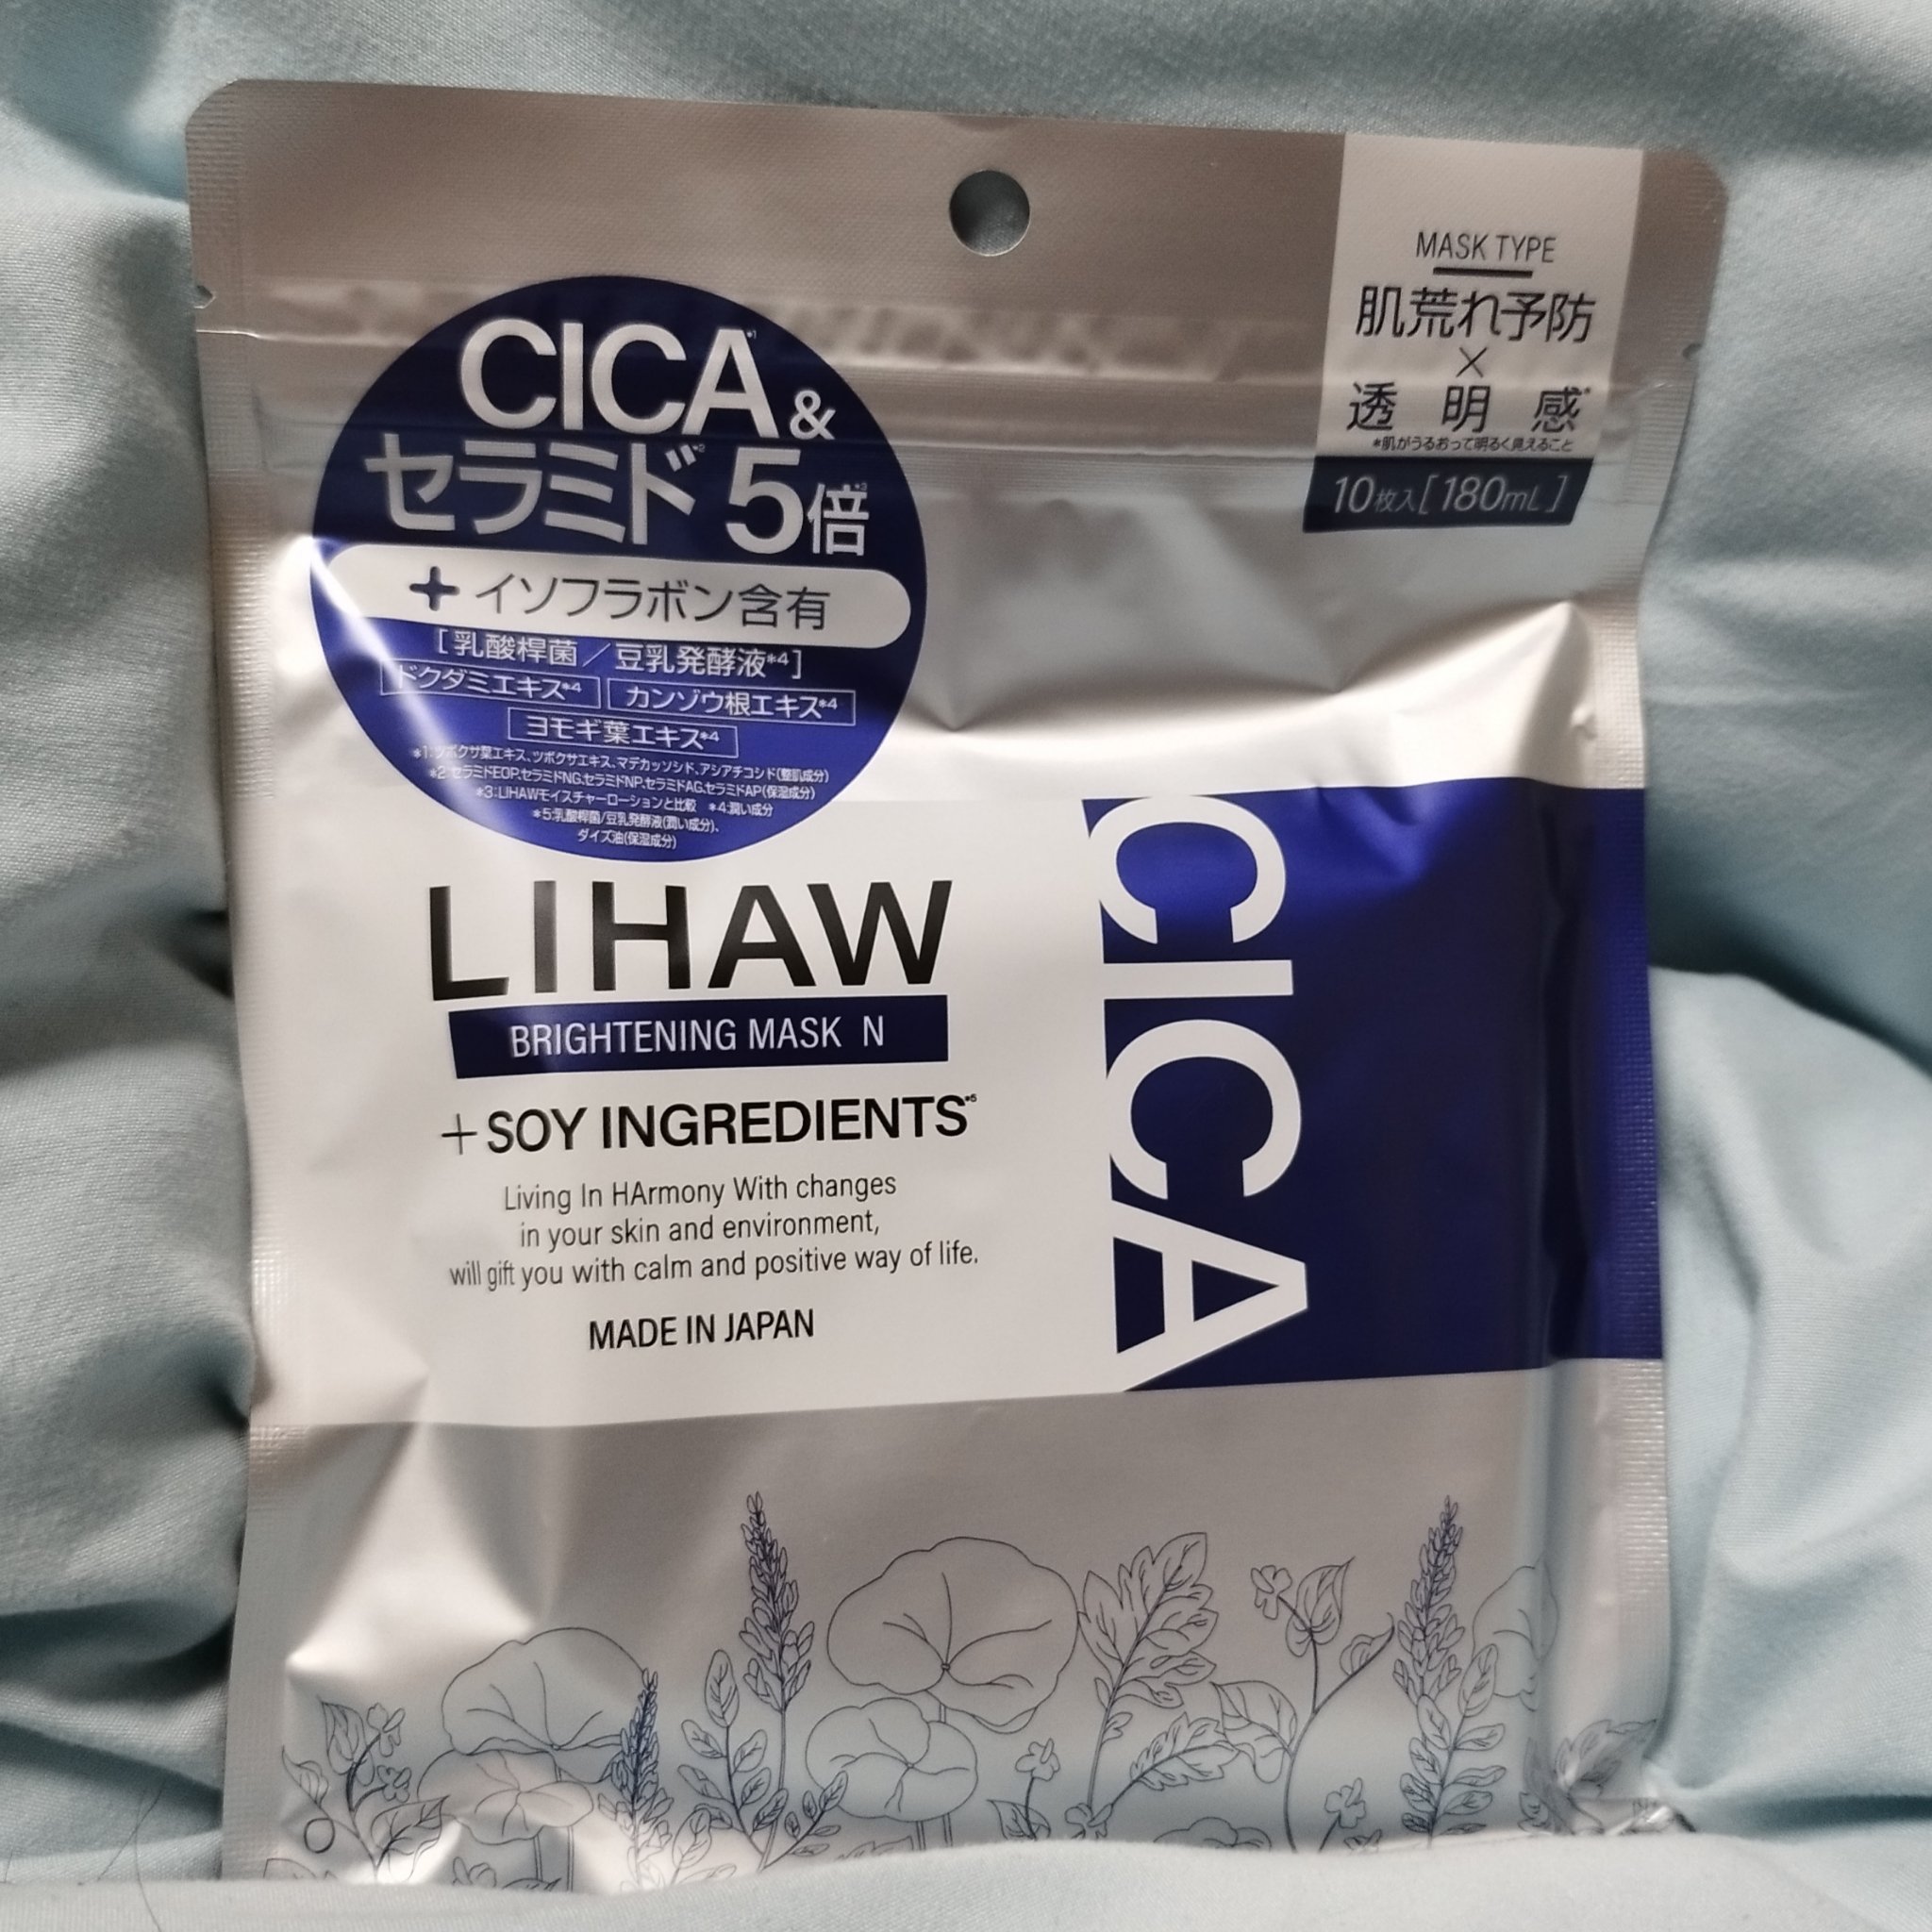 CICA*1 &
セラミド*2 5倍*3
+ イソフラボン含有
[乳酸桿菌／豆乳発酵液*4]
ドクダミエキス*4 カンゾウ根エキス*4
ヨモギ葉エキス*4
*1:ツボクサ葉エキス、ツボクサエキス、マデカッソシド、アシアチコシド(整肌成分)
*2:セラミドEOP、セラミドNG、セラミドNP、セラミドAG、セラミドAP(保湿成分)
*3:LIHAWモイスチャーローションと比較 *4:潤い成分
*5:乳酸桿菌/豆乳発酵液(潤い成分)、
ダイズ油(保湿成分)
MASK TYPE
肌荒れ予防
×
透明感*
*肌がうるおって明るく見えること
10枚入[180mL]
LIHAW
BRIGHTENING MASK N
+SOY INGREDIENTS*5
Living In HArmony With changes
in your skin and environment,
will gift you with calm and positive way of life.
MADE IN JAPAN
CICA